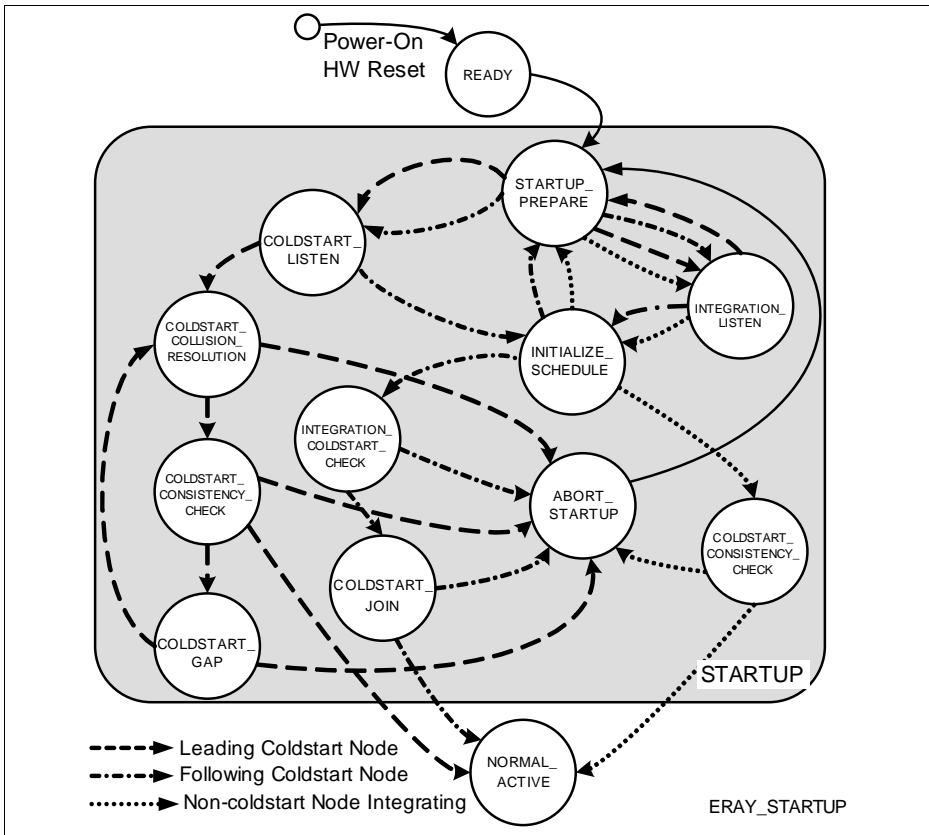 Power-On
HW Reset
READY
STARTUP_
PREPARE
COLDSTART_
LISTEN
INTEGRATION_
LISTEN
COLDSTART_
COLLISION_
RESOLUTION
INITIALIZE_
SCHEDULE
INTEGRATION_
COLDSTART_
CHECK
COLDSTART_
CONSISTENCY_
CHECK
ABORT_
STARTUP
COLDSTART_
CONSISTENCY_
CHECK
COLDSTART_
JOIN
COLDSTART_
GAP
STARTUP
Leading Coldstart Node
Following Coldstart Node
Non-coldstart Node Integrating
NORMAL_
ACTIVE
ERAY_STARTUP